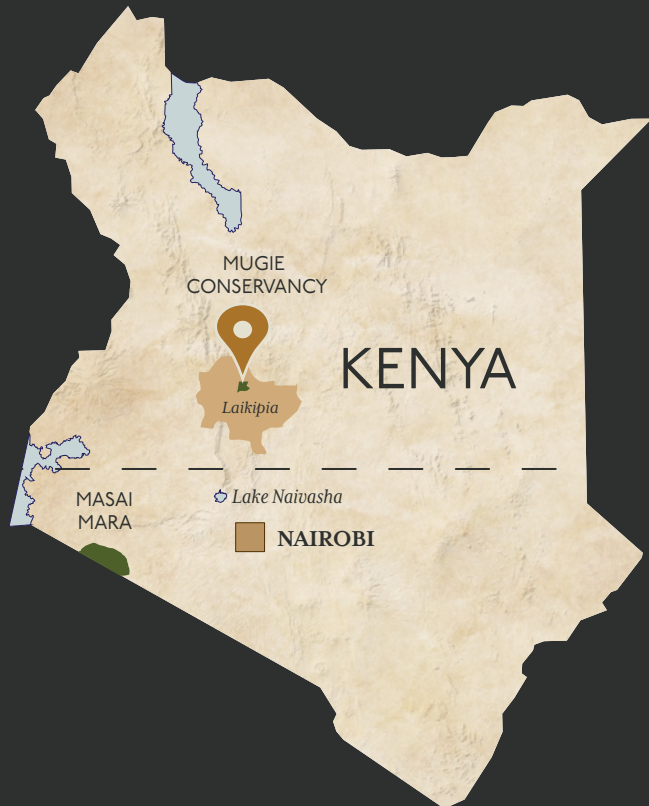 MUGIE
CONSERVANCY
KENYA
Laikipia
MASAI
MARA
Lake Naivasha
NAIROBI